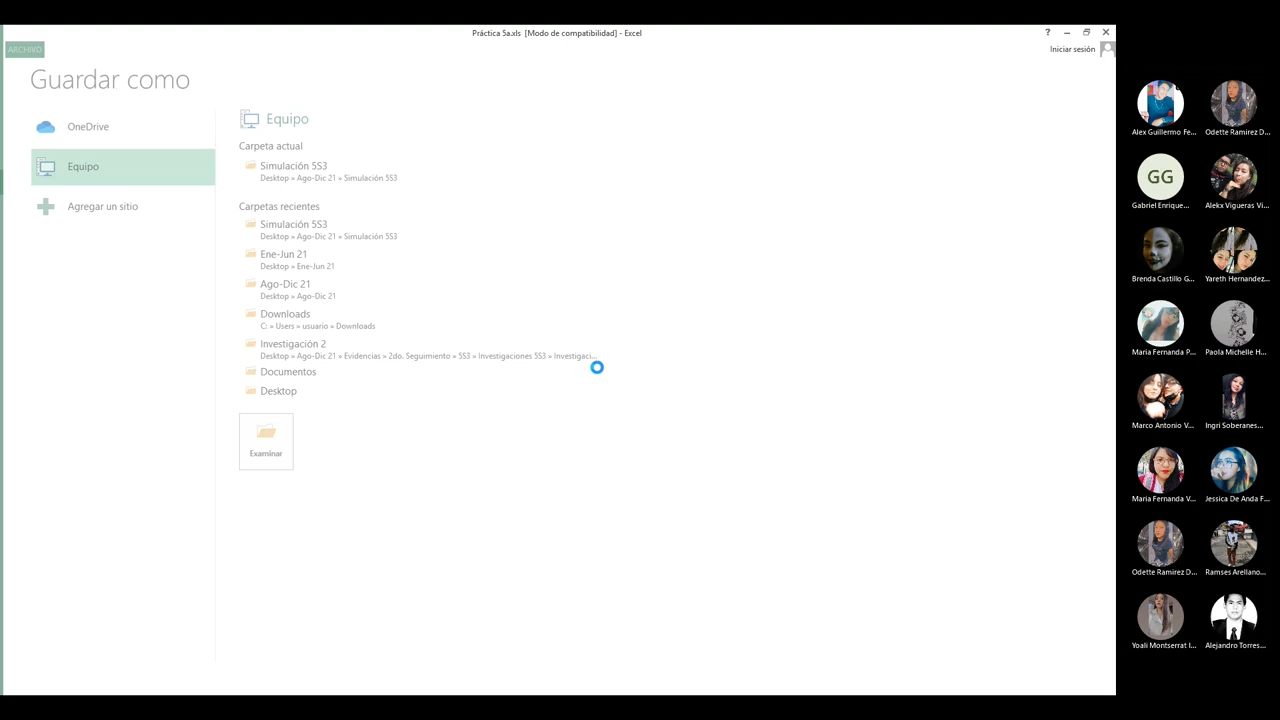 Práctica 5a.xls [Modo de compatibilidad] - Excel
?
ARCHIVO
Iniciar sesión
Guardar como
OneDrive
Equipo
Agregar un sitio
Equipo
Carpeta actual
Simulación 5S3
Desktop » Ago-Dic 21 » Simulación 5S3
Carpetas recientes
Simulación 5S3
Desktop » Ago-Dic 21 » Simulación 5S3
Ene-Jun 21
Desktop » Ene-Jun 21
Ago-Dic 21
Desktop » Ago-Dic 21
Downloads
C: » Users » usuario » Downloads
Investigación 2
Desktop » Ago-Dic 21 » Evidencias » 2do. Seguimiento » 5S3 » Investigaciones 5S3 » Investigaci...
Documentos
Desktop
Examinar
Alex Guillermo Fe...
Odette Ramirez D...
GG
Gabriel Enrique...
Alekx Vigueras Vi...
Brenda Castillo G...
Yareth Hernandez...
Maria Fernanda P...
Paola Michelle H...
Marco Antonio V...
Ingri Soberanes...
Maria Fernanda V...
Jessica De Anda F...
Odette Ramirez D...
Ramses Arellano...
Yoali Montserrat I...
Alejandro Torres...